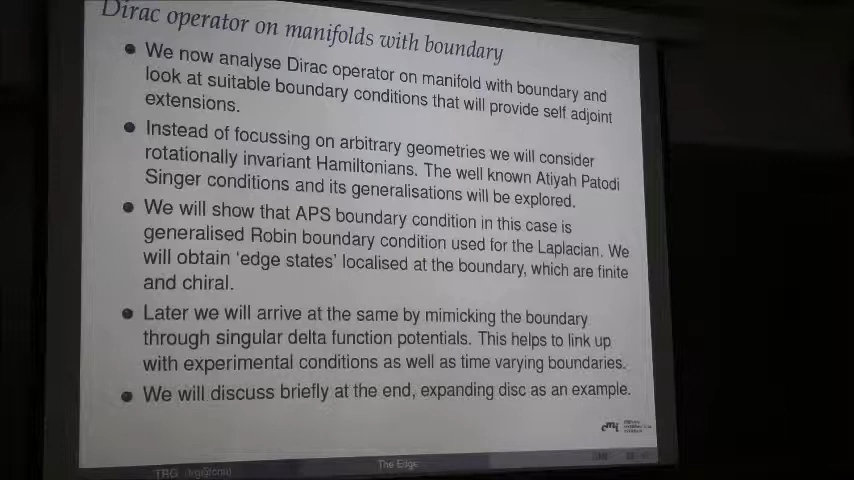 Dirac operator on manifolds with boundary
We now analyse Dirac operator on manifold with boundary and
look at suitable boundary conditions that will provide self adjoint
extensions.
Instead of focussing on arbitrary geometries we will consider
rotationally invariant Hamiltonians. The well known Atiyah Patodi
Singer conditions and its generalisations will be explored.
We will show that APS boundary condition in this case is
generalised Robin boundary condition used for the Laplacian. We
will obtain 'edge states' localised at the boundary, which are finite
and chiral.
Later we will arrive at the same by mimicking the boundary
through singular delta function potentials. This helps to link up
with experimental conditions as well as time varying boundaries.
We will discuss briefly at the end, expanding disc as an example.
cmi
TRG
The Edge